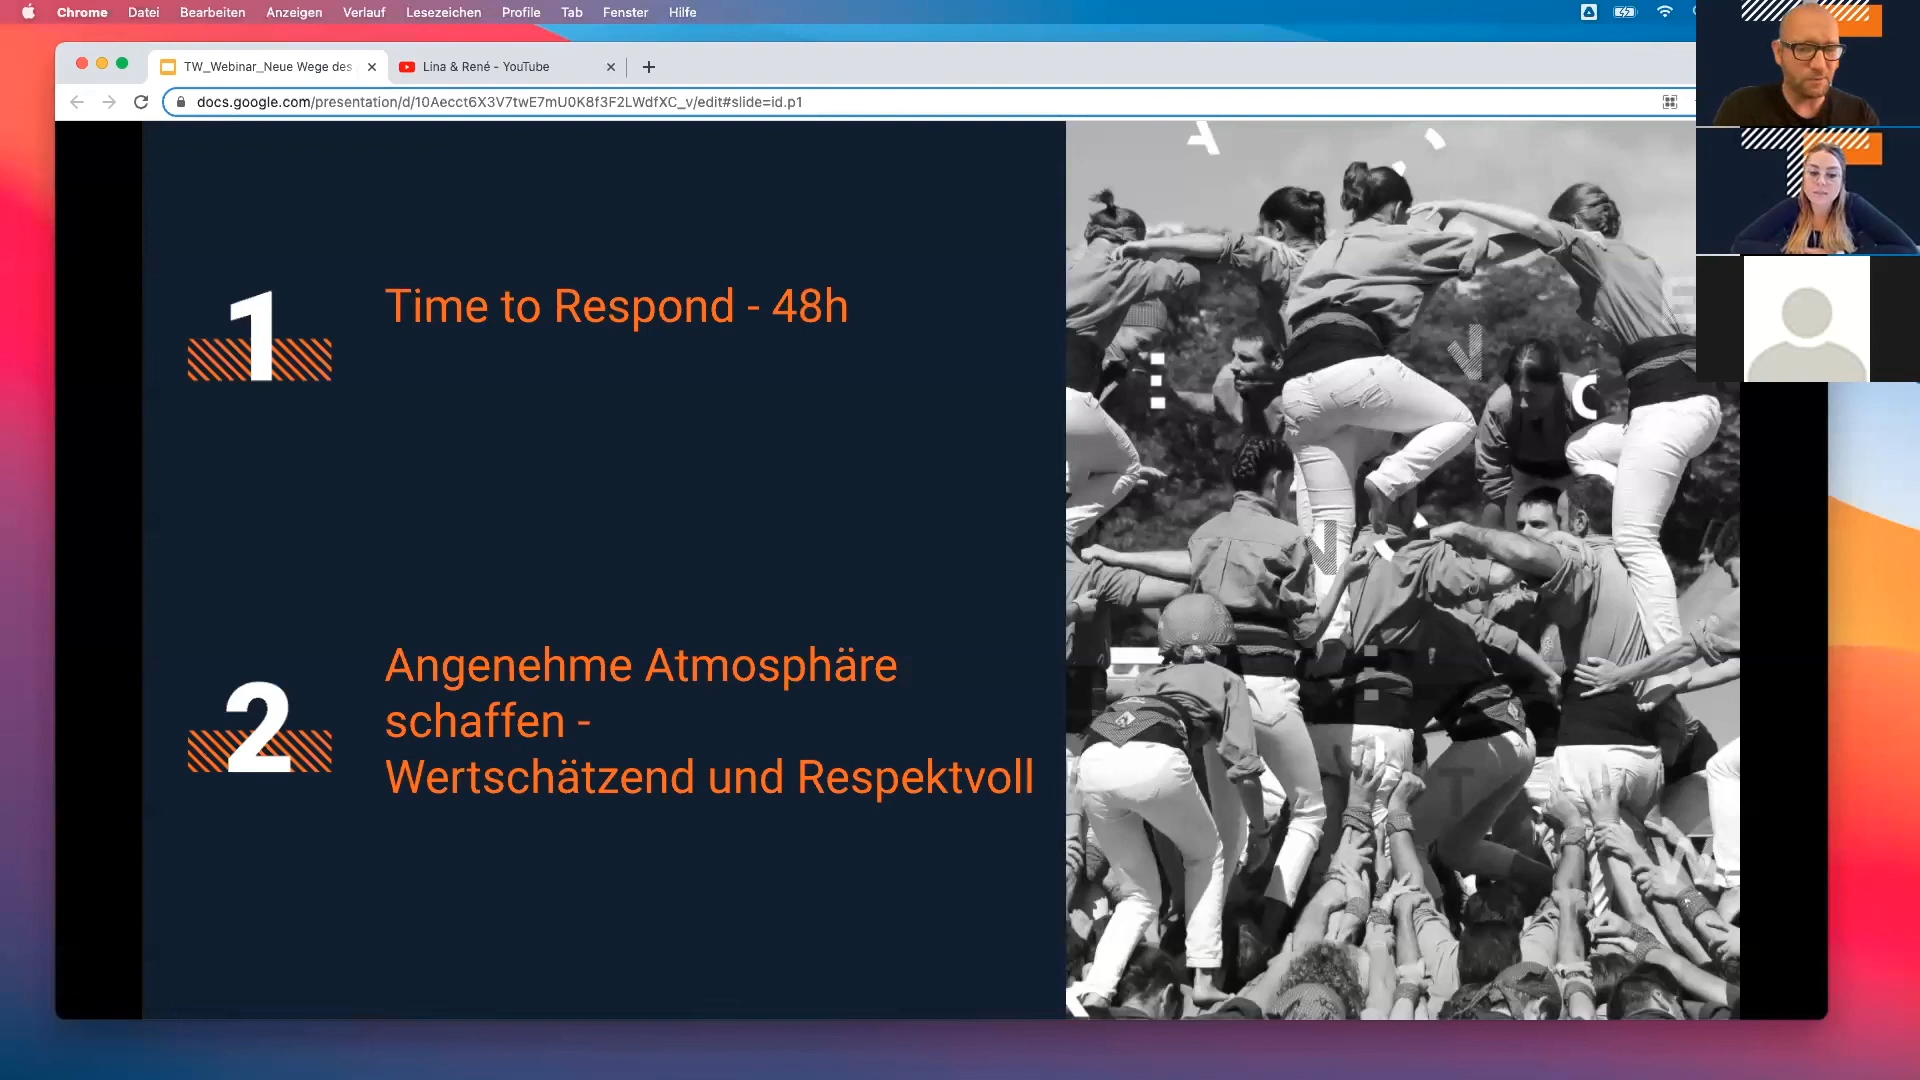 Chrome Datei Bearbeiten Anzeigen Verlauf Lesezeichen Profile Tab Fenster Hilfe
TW_Webinar_Neue Wege des
Lina & René - YouTube
docs.google.com/presentation/d/10Aecct6X3V7twE7mU0K8f3F2LWdfXC_v/edit#slide=id.p1
1
Time to Respond - 48h
2
Angenehme Atmosphäre
schaffen -
Wertschätzend und Respektvoll